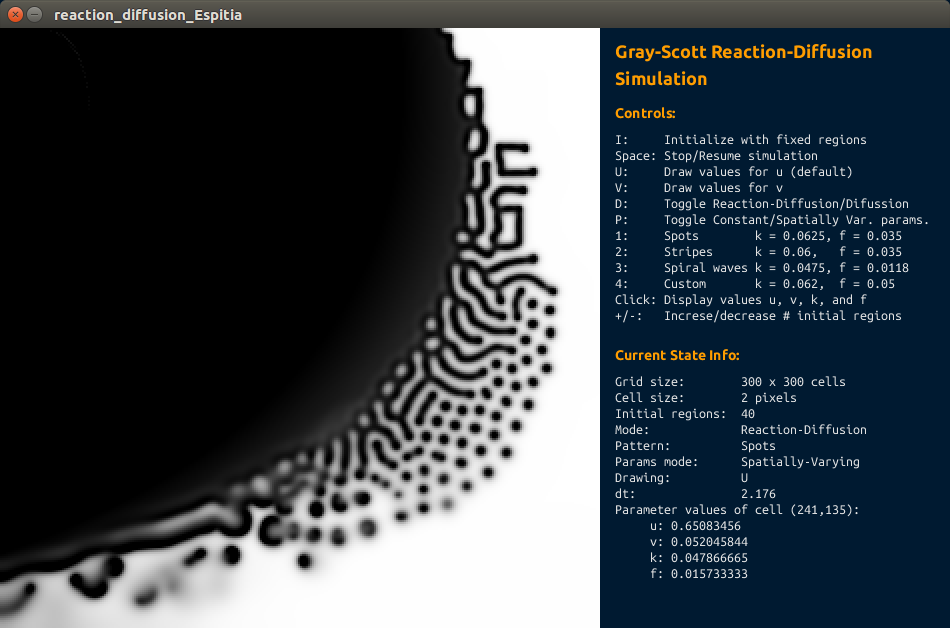 reaction_diffusion_Espitia
Gray-Scott Reaction-Diffusion
Simulation
Controls:
I: Initialize with fixed regions
Space: Stop/Resume simulation
U: Draw values for u (default)
V: Draw values for v
D: Toggle Reaction-Diffusion/Difussion
P: Toggle Constant/Spatially Var. params.
1: Spots k = 0.0625, f = 0.035
2: Stripes k = 0.06, f = 0.035
3: Spiral waves k = 0.0475, f = 0.0118
4: Custom k = 0.062, f = 0.05
Click: Display values u, v, k, and f
+/-: Increse/decrease # initial regions
Current State Info:
Grid size: 300 x 300 cells
Cell size: 2 pixels
Initial regions: 40
Mode: Reaction-Diffusion
Pattern: Spots
Params mode: Spatially-Varying
Drawing: U
dt: 2.176
Parameter values of cell (241,135):
u: 0.65083456
v: 0.052045844
k: 0.047866665
f: 0.015733333